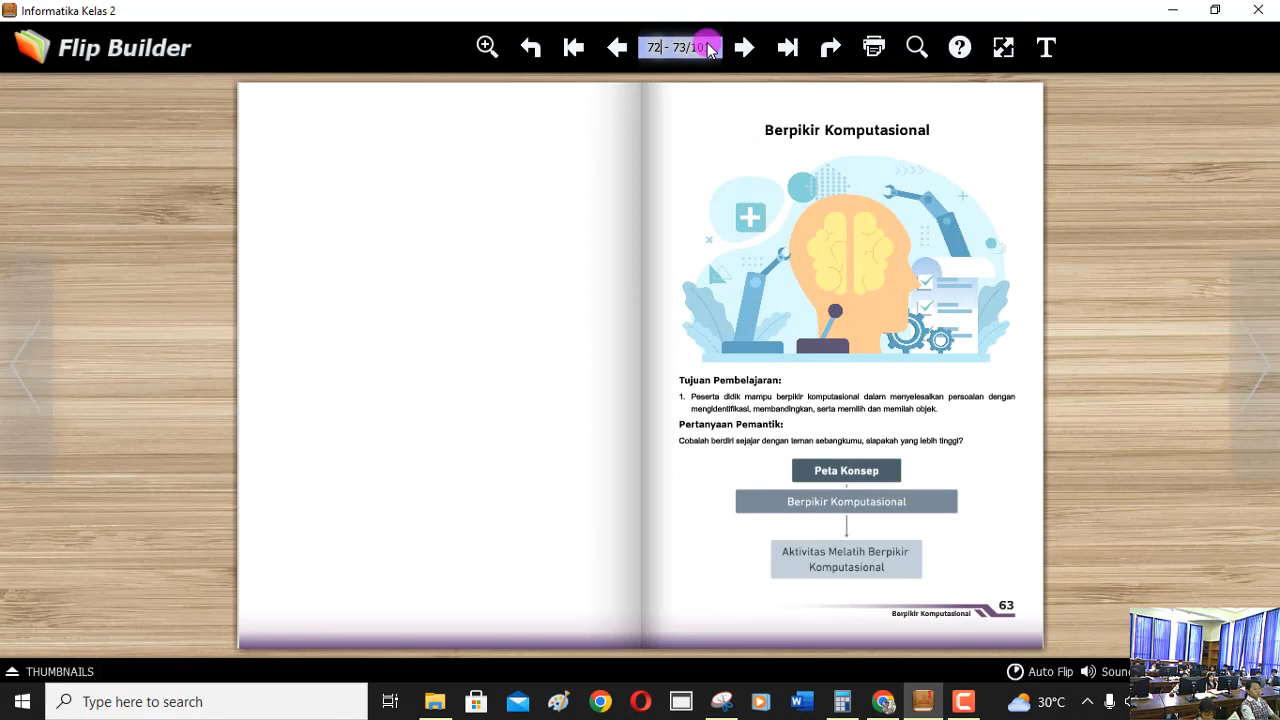 Informatika Kelas 2
Flip Builder
72 - 73/10
Berpikir Komputasional
Tujuan Pembelajaran:
1. Peserta didik mampu berpikir komputasional dalam menyelesaikan persoalan dengan
mengidentifikasi, membandingkan, serta memilih dan memilah objek.
Pertanyaan Pemantik:
Cobalah berdiri sejajar dengan teman sebangkumu, siapakah yang lebih tinggi?
Peta Konsep
Berpikir Komputasional
Aktivitas Melatih Berpikir
Komputasional
63
Berpikir Komputasional
THUMBNAILS
Auto Flip
Soun
Type here to search
30°C